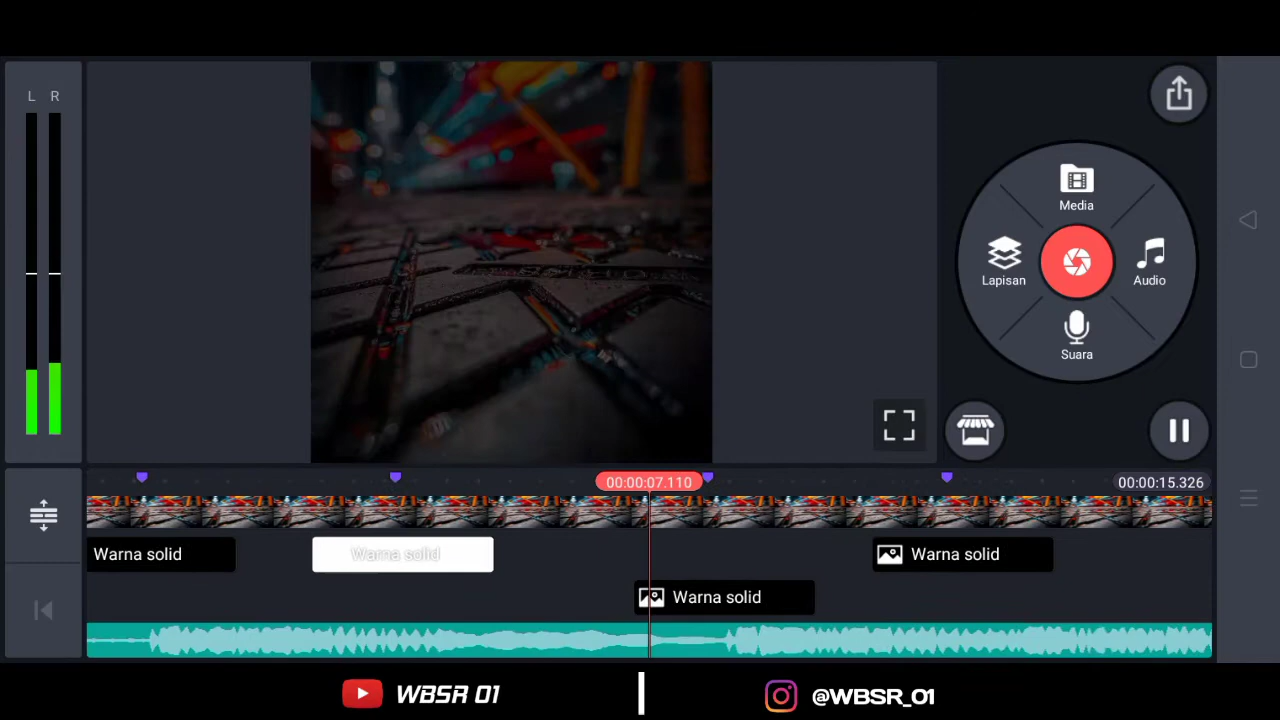 L R
Media
Lapisan
Audio
Suara
00:00:07.110
00:00:15.326
Warna solid
Warna solid
Warna solid
Warna solid
WBSR 01
@WBSR_01